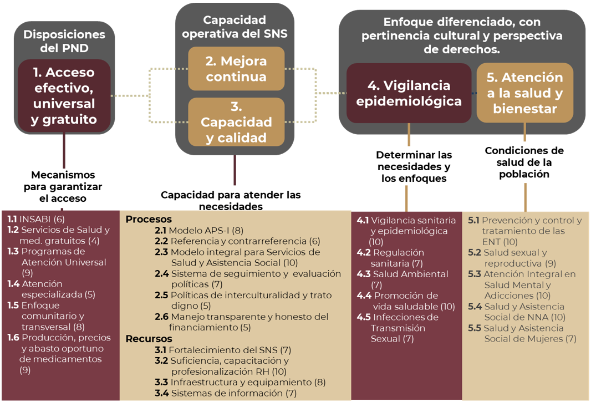 Disposiciones
del PND
1. Acceso
efectivo,
universal
y gratuito
Capacidad
operativa del SNS
2. Mejora
continua
3. Capacidad
y calidad
Enfoque diferenciado, con
pertinencia cultural y perspectiva
de derechos.
4. Vigilancia
epidemiológica
5. Atención
a la salud y
bienestar
Mecanismos
para garantizar
el acceso
Capacidad para atender las
necesidades
Determinar las
necesidades y
los enfoques
Condiciones de
salud de la
población
1.1 INSABI (6)
1.2 Servicios de Salud y
med. gratuitos (4)
1.3 Programas de
Atención Universal
(9)
1.4 Atención
especializada (5)
1.5 Enfoque
comunitario y
transversal (8)
1.6 Producción, precios
y abasto oportuno
de medicamentos
(9)
Procesos
2.1 Modelo APS-I (8)
2.2 Referencia y contrarreferencia (6)
2.3 Modelo integral para Servicios de
Salud y Asistencia Social (10)
2.4 Sistema de seguimiento y evaluación
políticas (7)
2.5 Políticas de interculturalidad y trato
digno (5)
2.6 Manejo transparente y honesto del
financiamiento (5)
Recursos
3.1 Fortalecimiento del SNS (7)
3.2 Suficiencia, capacitación y
profesionalización RH (10)
3.3 Infraestructura y equipamiento (8)
3.4 Sistemas de información (7)
4.1 Vigilancia sanitaria
y epidemiológica
(10)
4.2 Regulación
sanitaria (7)
4.3 Salud Ambiental
(7)
4.4 Promoción de
vida saludable (10)
4.5 Infecciones de
Transmisión
Sexual (7)
5.1 Prevención y control y
tratamiento de las
ENT (10)
5.2 Salud sexual y
reproductiva (9)
5.3 Atención Integral en
Salud Mental y
Adicciones (10)
5.4 Salud y Asistencia
Social de NNA (10)
5.5 Salud y Asistencia
Social de Mujeres (7)